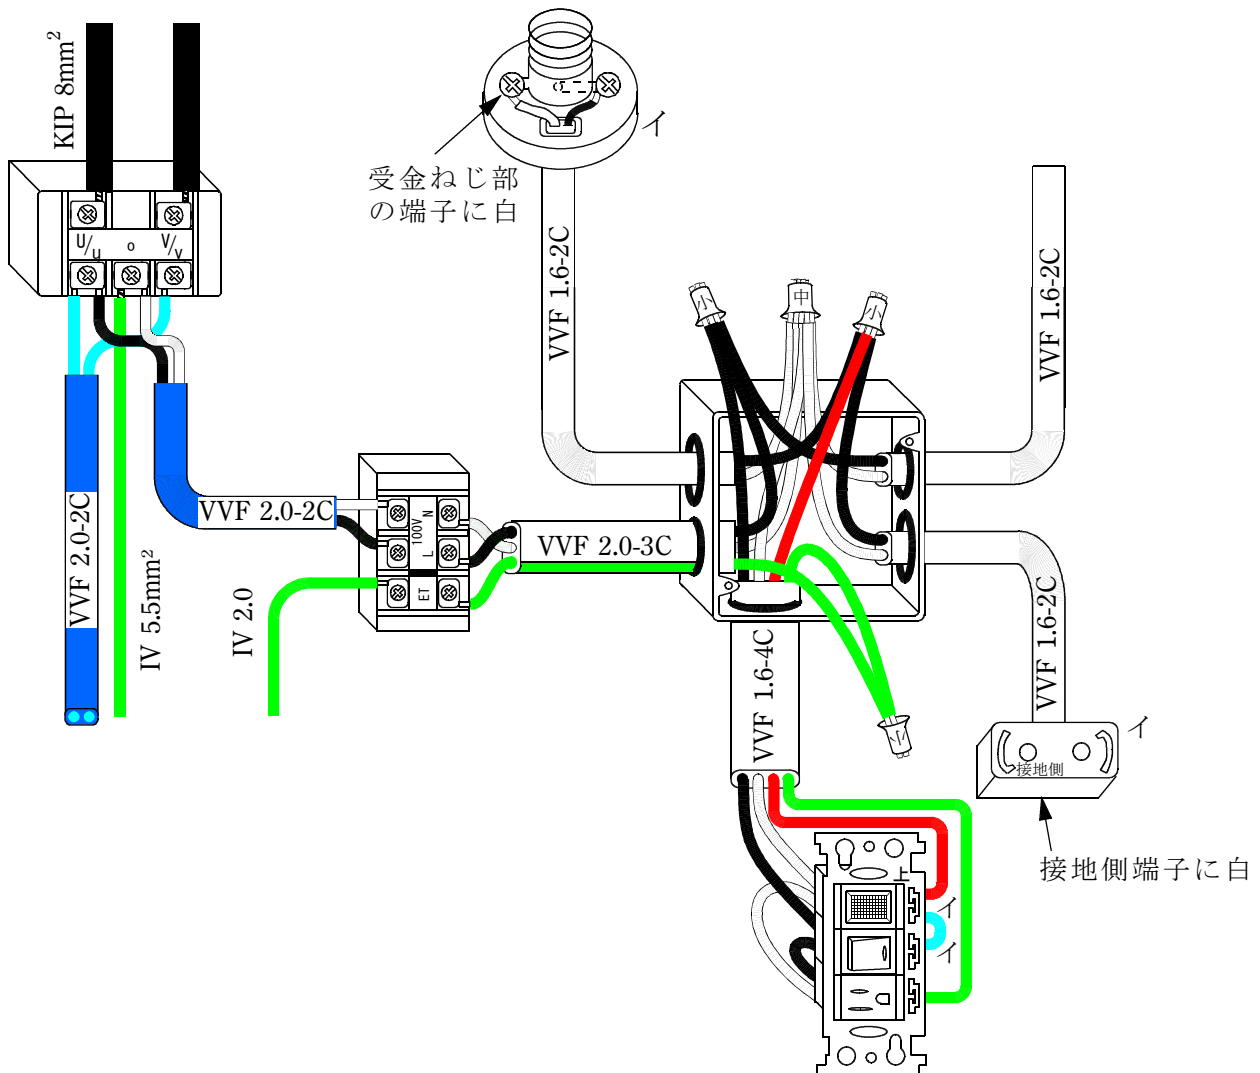 KIP 8mm²
イ
受金ねじ部
の端子に白
U/u
o
V/v
VVF 1.6-2C
VVF 1.6-2C
小
中
小
VVF 2.0-2C
100V
N
L
ET
VVF 2.0-3C
VVF 2.0-2C
IV 5.5mm²
IV 2.0
VVF 1.6-4C
VVF 1.6-2C
小
イ
接地側
接地側端子に白
上
イ
イ